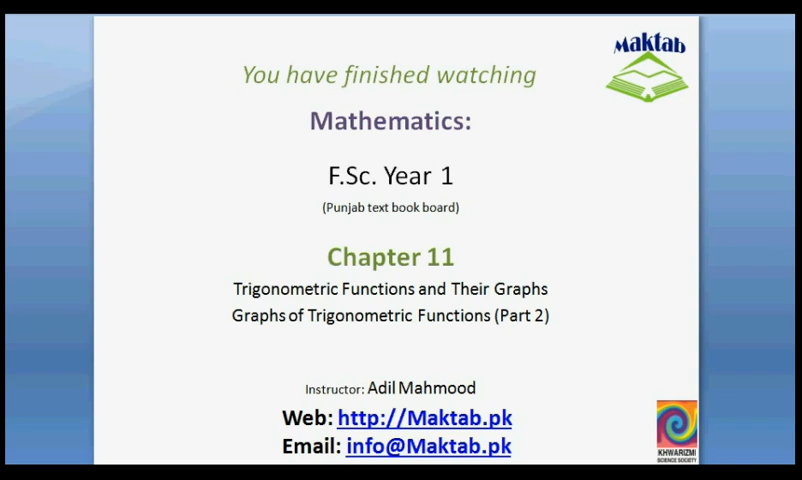 Maktab
You have finished watching
Mathematics:
F.Sc. Year 1
(Punjab text book board)
Chapter 11
Trigonometric Functions and Their Graphs
Graphs of Trigonometric Functions (Part 2)
Instructor: Adil Mahmood
Web: http://Maktab.pk
Email: info@Maktab.pk
KHWARIZMI
SCIENCE SOCIETY